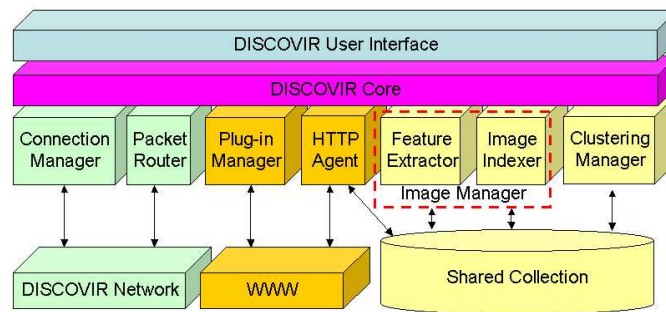 DISCOVIR User Interface
DISCOVIR Core
Connection
Manager
Packet
Router
Plug-in
Manager
HTTP
Agent
Feature
Extractor
Image
Indexer
Clustering
Manager
Image Manager
DISCOVIR Network
WWW
Shared Collection